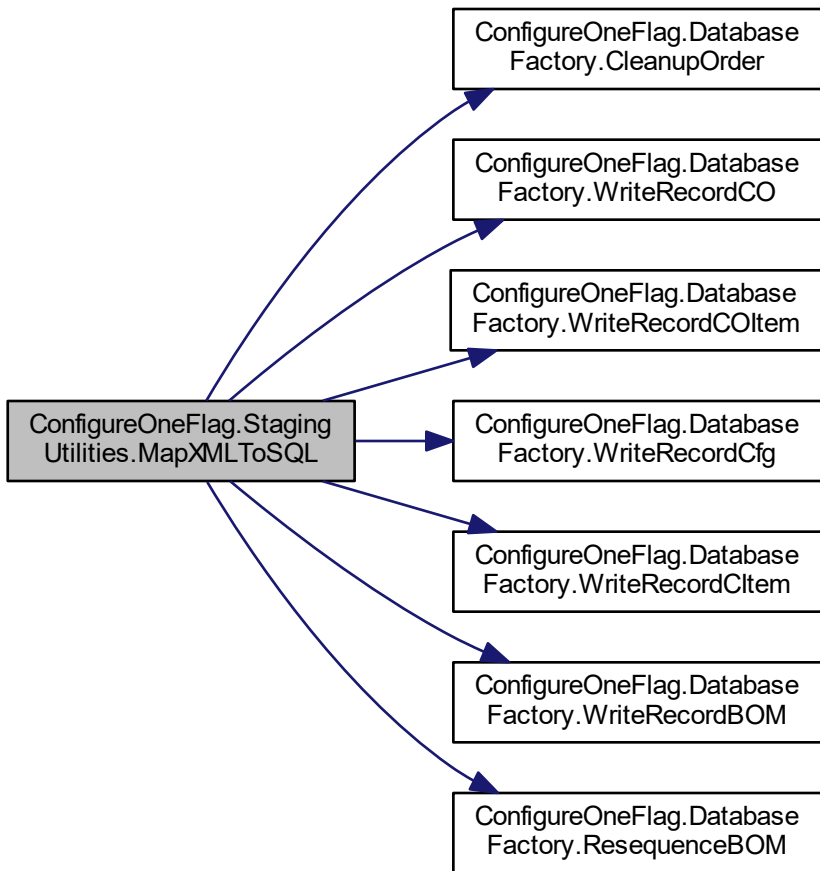 ConfigureOneFlag.Database
Factory.CleanupOrder
ConfigureOneFlag.Database
Factory.WriteRecordCO
ConfigureOneFlag.Database
Factory.WriteRecordCOItem
ConfigureOneFlag.Staging
Utilities.MapXMLToSQL
ConfigureOneFlag.Database
Factory.WriteRecordCfg
ConfigureOneFlag.Database
Factory.WriteRecordCItem
ConfigureOneFlag.Database
Factory.WriteRecordBOM
ConfigureOneFlag.Database
Factory.ResequenceBOM